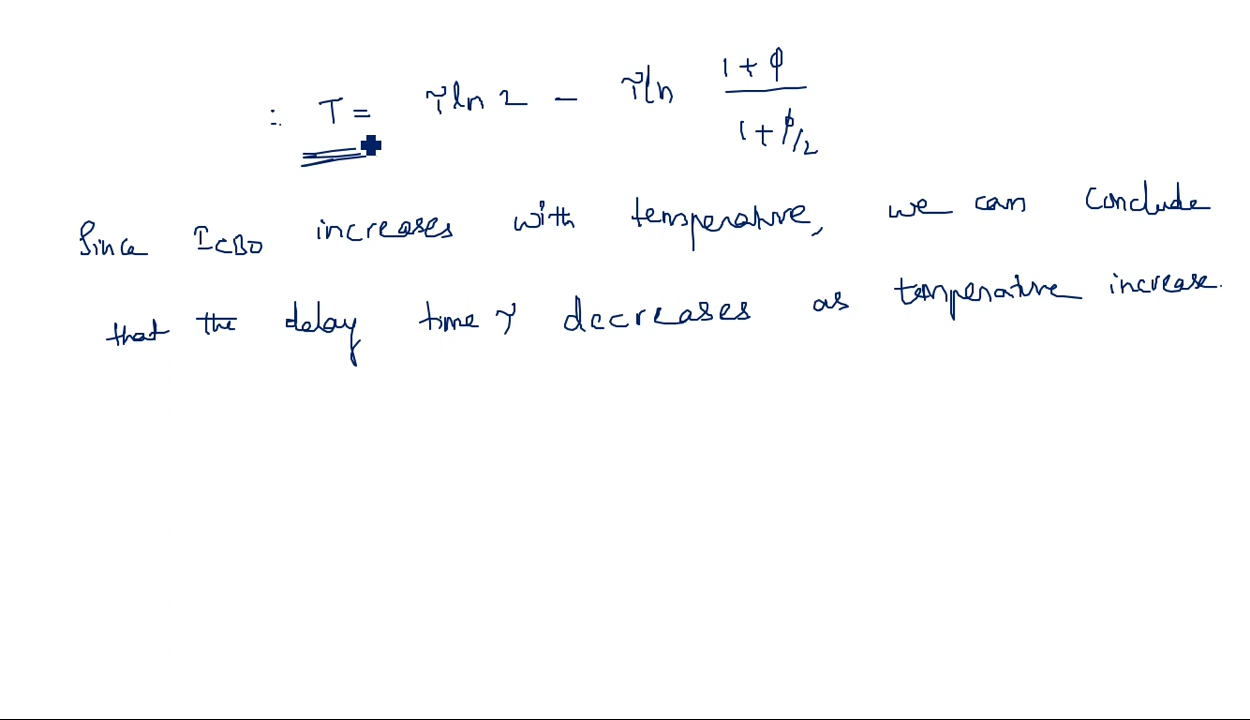 ∴ T = τ ln 2 − τ ln (1 + φ)/(1 + φ/2)
Since ICBO increases with temperature, we can conclude
that the delay time τ decreases as temperature increase.